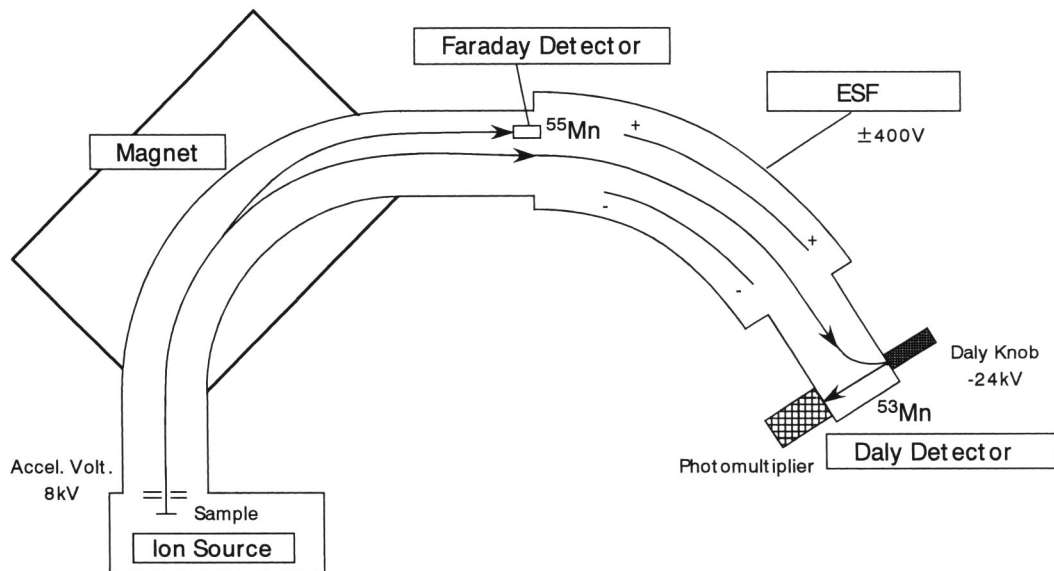 Faraday Detector
ESF
±400V
⁵⁵Mn
+
Magnet
-
+
-
Daly Knob
-24kV
⁵³Mn
Daly Detector
Photomultiplier
Accel. Volt.
8kV
Sample
Ion Source